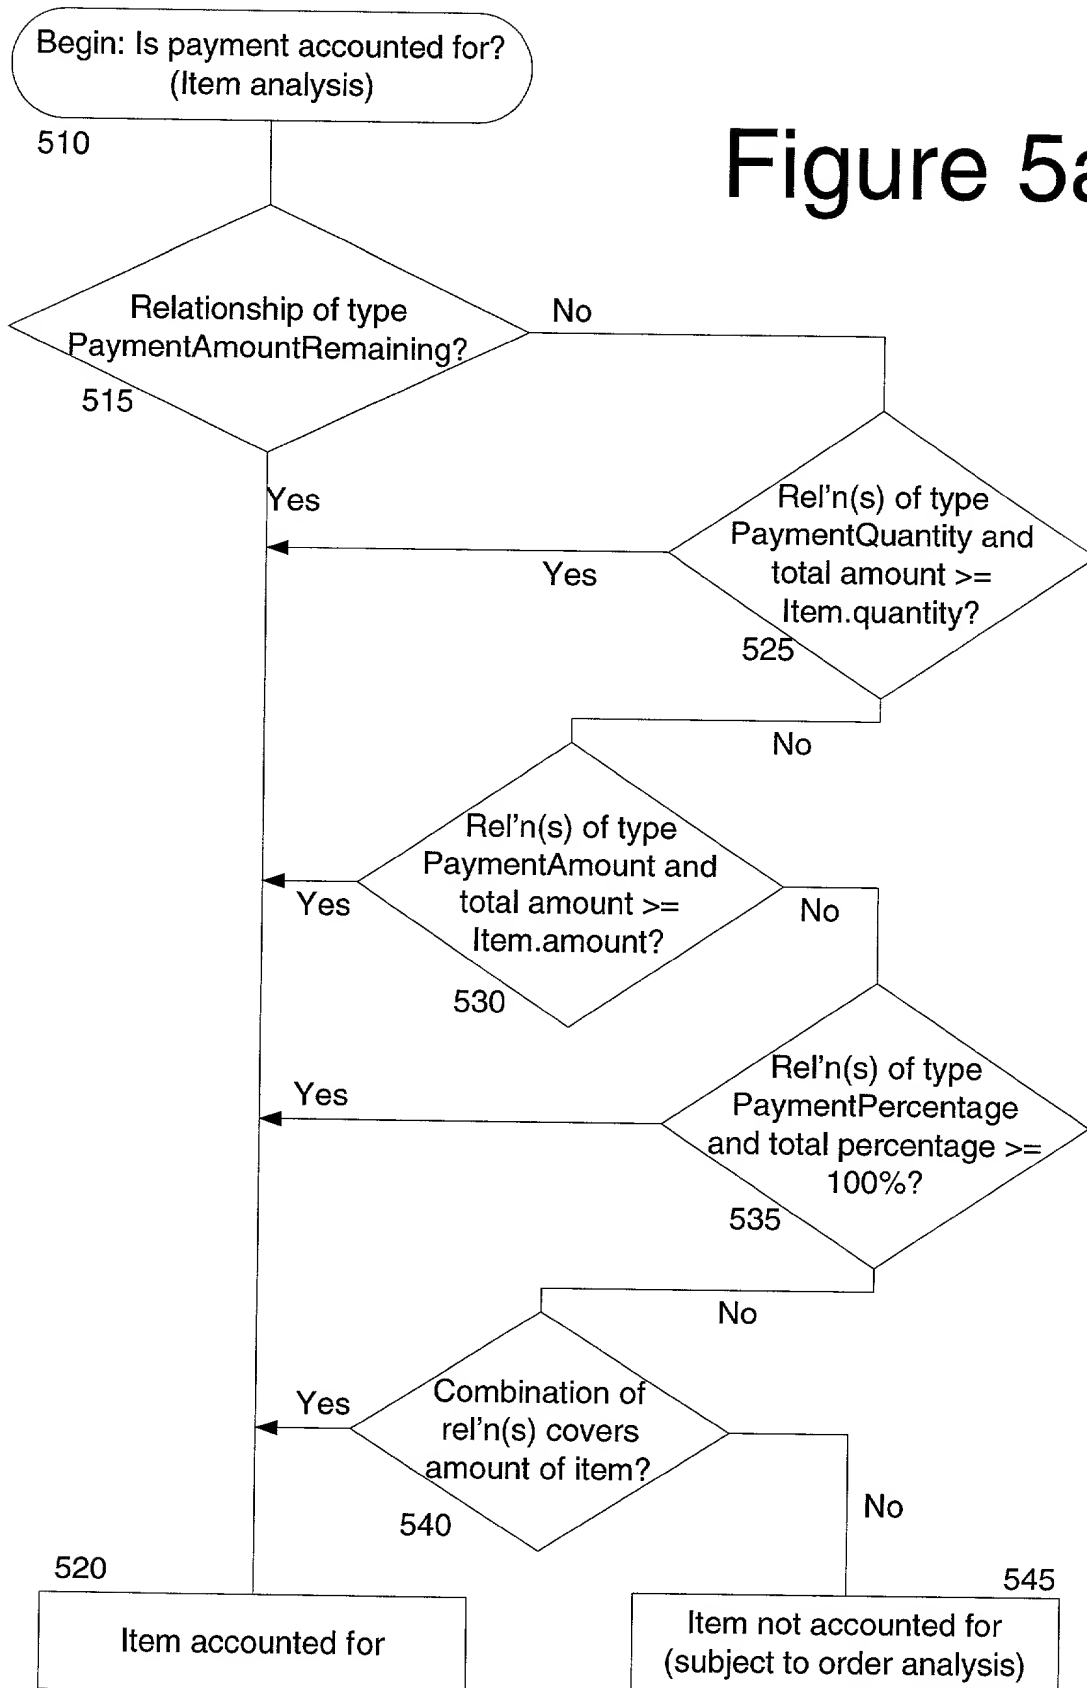 Begin: Is payment accounted for?
(Item analysis)
510
Figure 5a
Relationship of type
PaymentAmountRemaining?
515
No
Yes
Rel'n(s) of type
PaymentQuantity and
total amount >=
Item.quantity?
525
Yes
No
Rel'n(s) of type
PaymentAmount and
total amount >=
Item.amount?
530
Yes
No
Rel'n(s) of type
PaymentPercentage
and total percentage >=
100%?
535
Yes
No
Combination of
rel'n(s) covers
amount of item?
540
Yes
No
520
Item accounted for
545
Item not accounted for
(subject to order analysis)